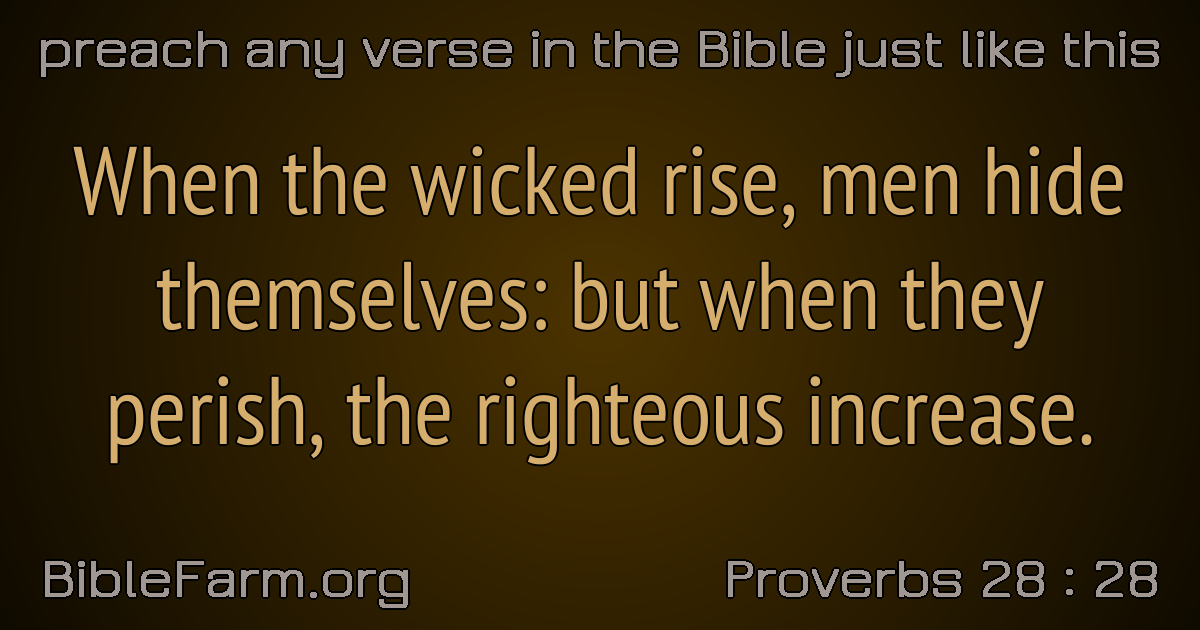 preach any verse in the Bible just like this
When the wicked rise, men hide
themselves: but when they
perish, the righteous increase.
BibleFarm.org
Proverbs 28 : 28